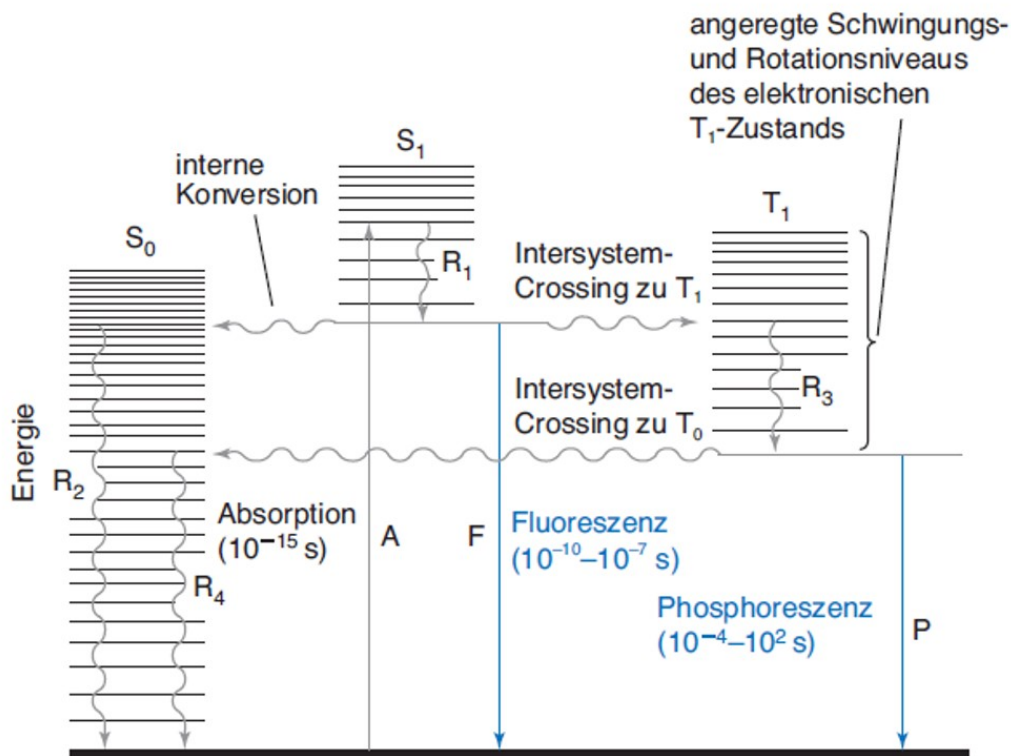 angeregte Schwingungs-
und Rotationsniveaus
des elektronischen
T₁-Zustands
S₁
interne
Konversion
T₁
S₀
Intersystem-
Crossing zu T₁
R₁
Intersystem-
Crossing zu T₀
R₃
Energie
R₂
Absorption
(10⁻¹⁵ s)
A
F
Fluoreszenz
(10⁻¹⁰–10⁻⁷ s)
R₄
Phosphoreszenz
(10⁻⁴–10² s)
P